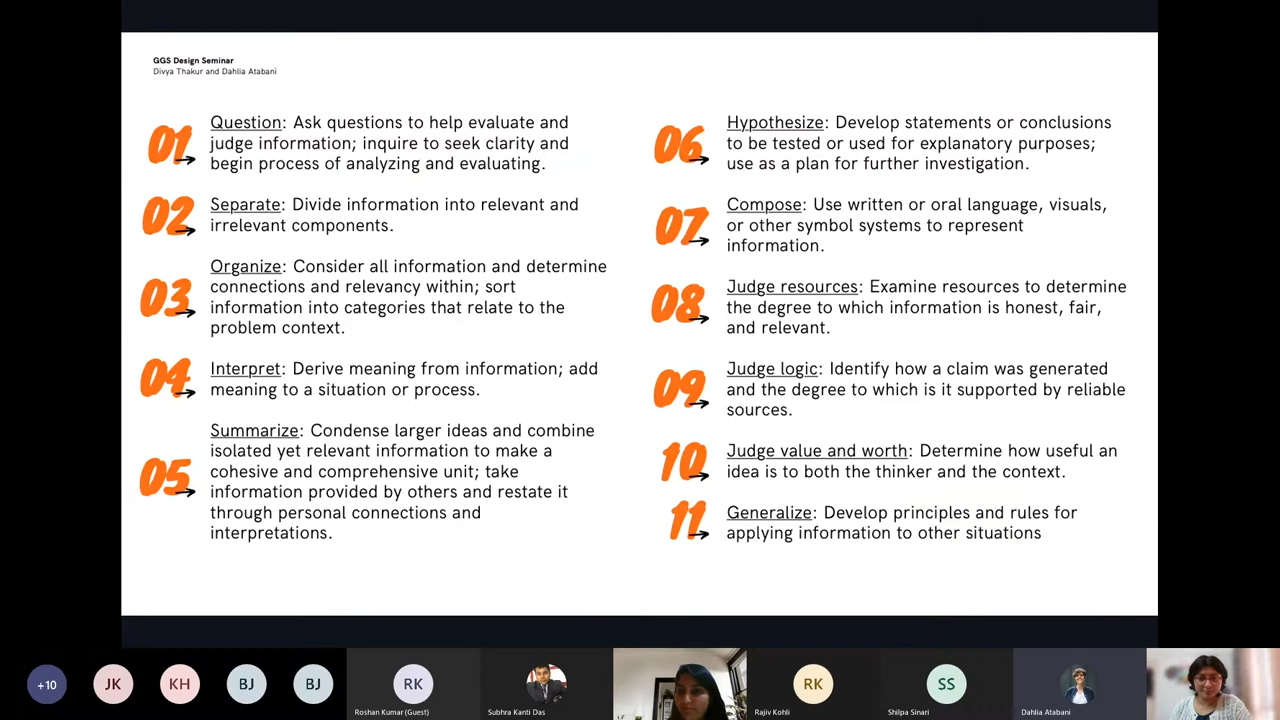 GGS Design Seminar
Divya Thakur and Dahlia Atabani
01
Question: Ask questions to help evaluate and
judge information; inquire to seek clarity and
begin process of analyzing and evaluating.
02
Separate: Divide information into relevant and
irrelevant components.
03
Organize: Consider all information and determine
connections and relevancy within; sort
information into categories that relate to the
problem context.
04
Interpret: Derive meaning from information; add
meaning to a situation or process.
05
Summarize: Condense larger ideas and combine
isolated yet relevant information to make a
cohesive and comprehensive unit; take
information provided by others and restate it
through personal connections and
interpretations.
06
Hypothesize: Develop statements or conclusions
to be tested or used for explanatory purposes;
use as a plan for further investigation.
07
Compose: Use written or oral language, visuals,
or other symbol systems to represent
information.
08
Judge resources: Examine resources to determine
the degree to which information is honest, fair,
and relevant.
09
Judge logic: Identify how a claim was generated
and the degree to which is it supported by reliable
sources.
10
Judge value and worth: Determine how useful an
idea is to both the thinker and the context.
11
Generalize: Develop principles and rules for
applying information to other situations
+10
JK
KH
BJ
BJ
RK
Roshan Kumar (Guest)
Subhra Kanti Das
RK
Rajiv Kohli
SS
Shilpa Sinari
Dahlia Atabani